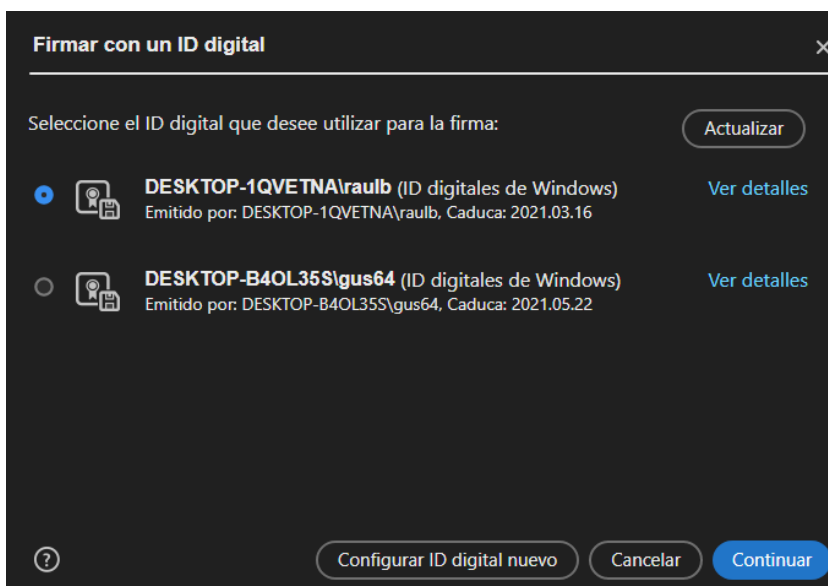 Firmar con un ID digital
Seleccione el ID digital que desee utilizar para la firma:
Actualizar
DESKTOP-1QVETNA\raulb (ID digitales de Windows)
Ver detalles
Emitido por: DESKTOP-1QVETNA\raulb, Caduca: 2021.03.16
DESKTOP-B4OL35S\gus64 (ID digitales de Windows)
Ver detalles
Emitido por: DESKTOP-B4OL35S\gus64, Caduca: 2021.05.22
Configurar ID digital nuevo
Cancelar
Continuar